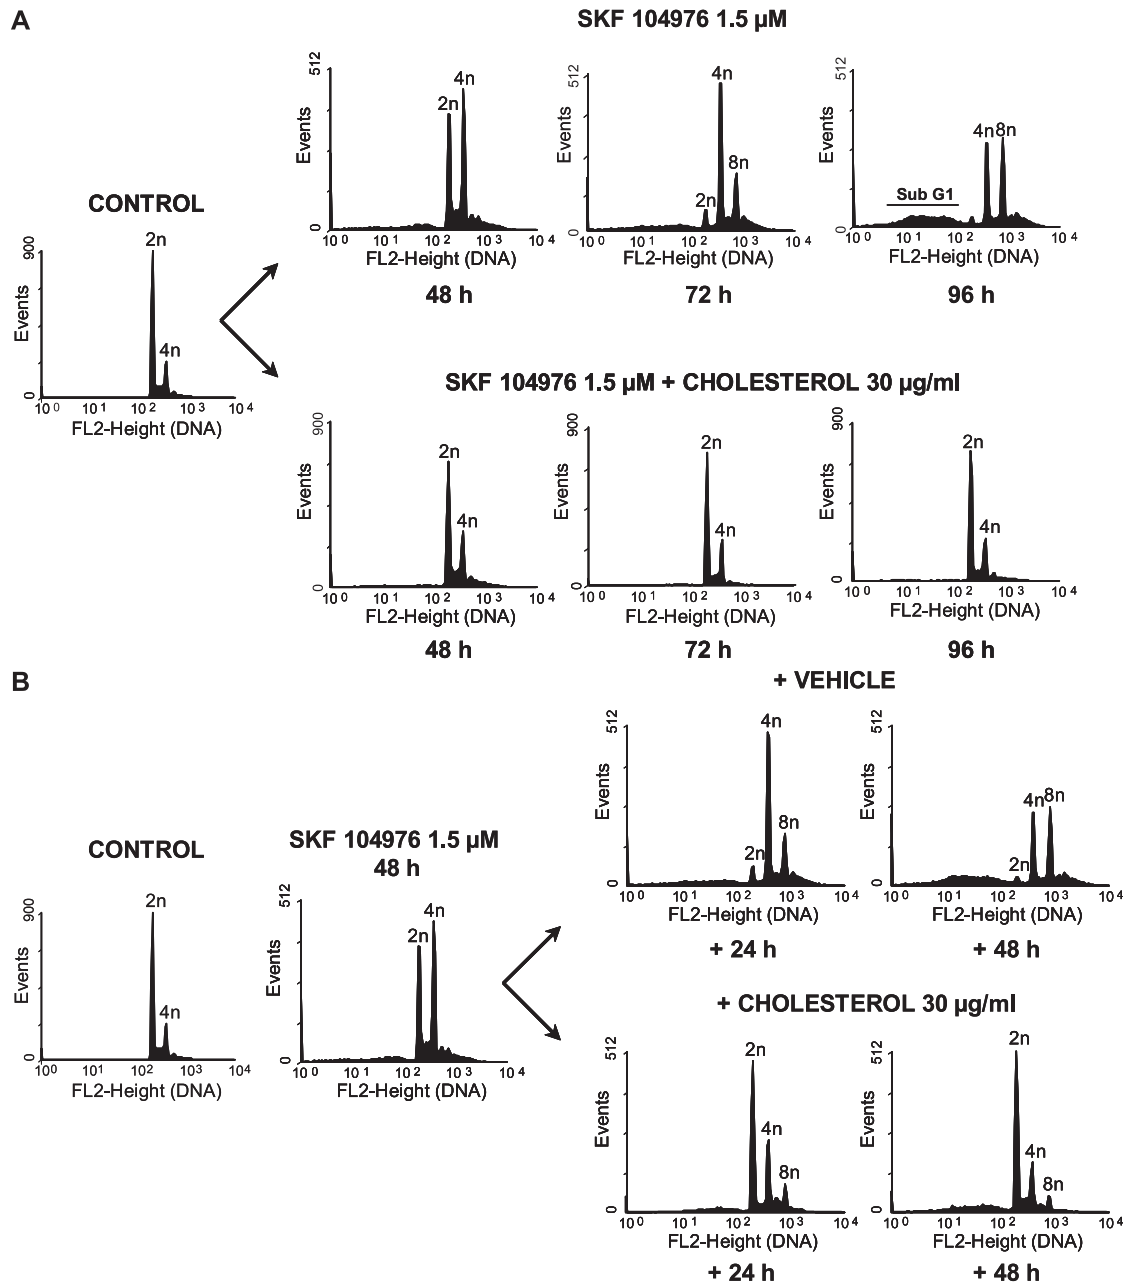 A
SKF 104976 1.5 µM
512
Events
0
2n
4n
10 0 10 1 10 2 10 3 10 4
FL2-Height (DNA)
48 h
512
Events
0
2n
4n
8n
10 0 10 1 10 2 10 3 10 4
FL2-Height (DNA)
72 h
512
Events
0
Sub G1
4n
8n
10 0 10 1 10 2 10 3 10 4
FL2-Height (DNA)
96 h
CONTROL
900
Events
0
2n
4n
10 0 10 1 10 2 10 3 10 4
FL2-Height (DNA)
SKF 104976 1.5 µM + CHOLESTEROL 30 µg/ml
900
Events
0
2n
4n
10 0 10 1 10 2 10 3 10 4
FL2-Height (DNA)
48 h
900
Events
0
2n
4n
10 0 10 1 10 2 10 3 10 4
FL2-Height (DNA)
72 h
900
Events
0
2n
4n
10 0 10 1 10 2 10 3 10 4
FL2-Height (DNA)
96 h
B
CONTROL
900
Events
0
2n
4n
10 0 10 1 10 2 10 3 10 4
FL2-Height (DNA)
SKF 104976 1.5 µM
48 h
512
Events
0
2n
4n
10 0 10 1 10 2 10 3 10 4
FL2-Height (DNA)
+ VEHICLE
512
Events
0
2n
4n
8n
10 0 10 1 10 2 10 3 10 4
FL2-Height (DNA)
+ 24 h
512
Events
0
2n
4n
8n
10 0 10 1 10 2 10 3 10 4
FL2-Height (DNA)
+ 48 h
+ CHOLESTEROL 30 µg/ml
512
Events
0
2n
4n
8n
10 0 10 1 10 2 10 3 10 4
FL2-Height (DNA)
+ 24 h
512
Events
0
2n
4n
8n
10 0 10 1 10 2 10 3 10 4
FL2-Height (DNA)
+ 48 h